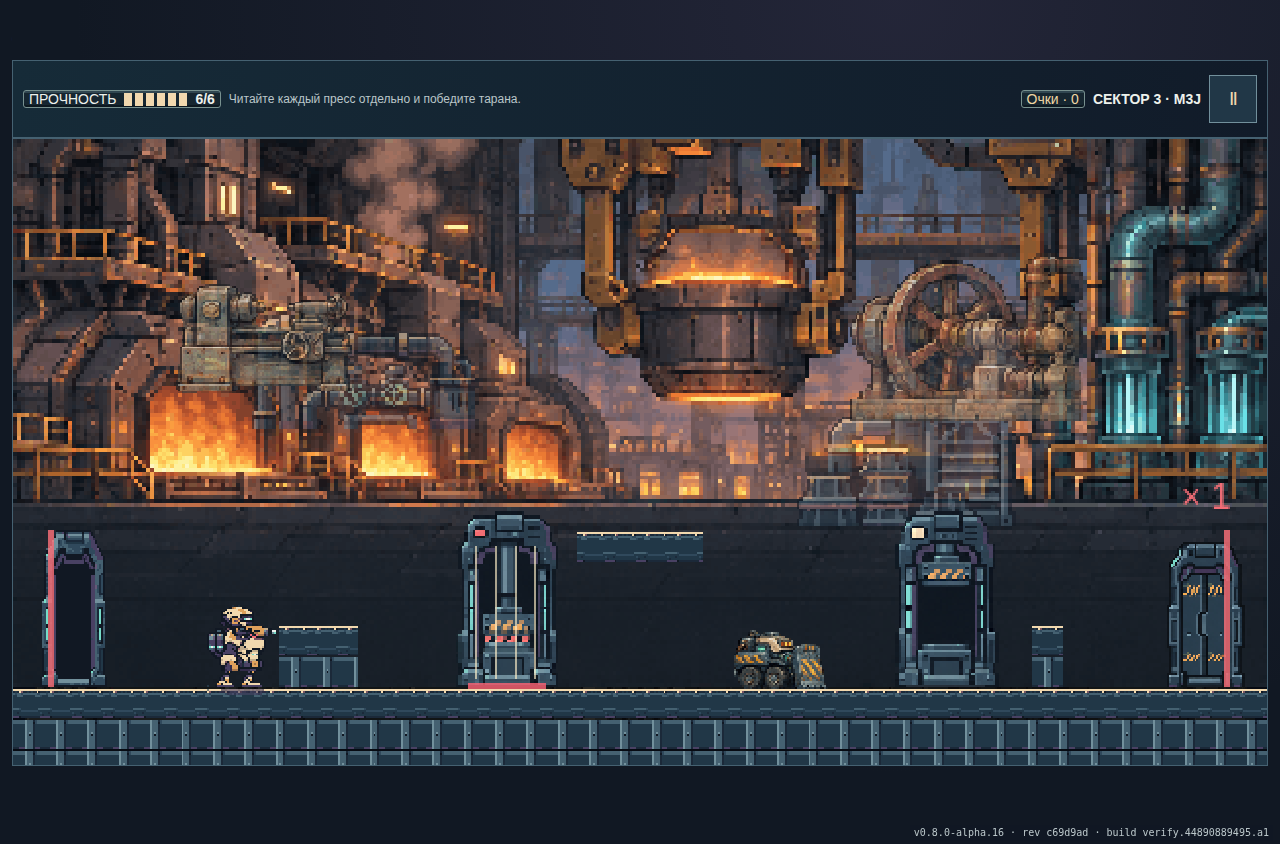 ПРОЧНОСТЬ 6/6 Читайте каждый пресс отдельно и победите тарана.
Очки · 0 СЕКТОР 3 · M3J II
× 1
v0.8.0-alpha.16 · rev c69d9ad · build verify.44890889495.a1